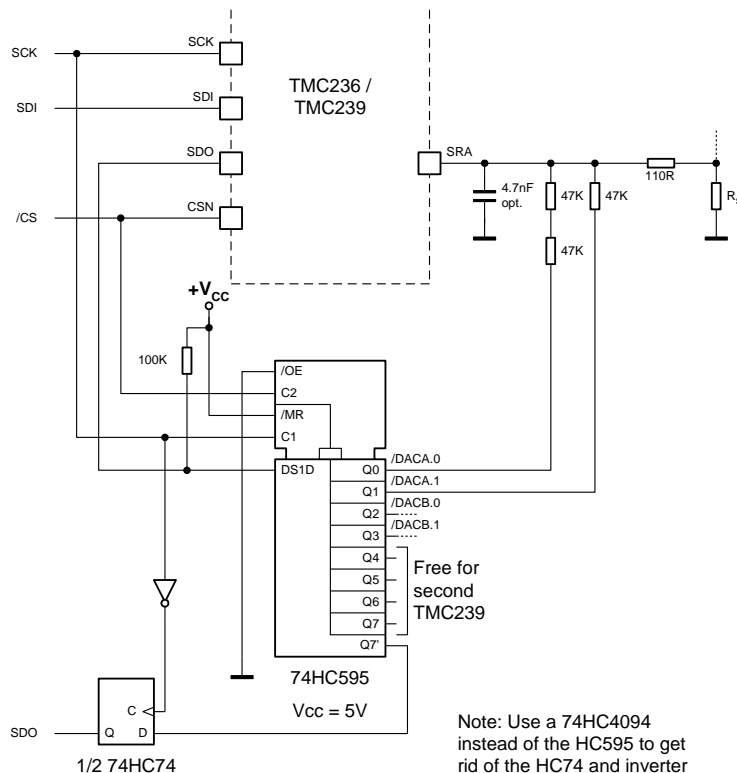 SCK
SCK
TMC236 /
TMC239
SDI
SDI
SDO
SRA
110R
4.7nF
opt.
47K
47K
R
/CS
CSN
47K
+VCC
100K
/OE
C2
/MR
C1
DS1D
Q0
/DACA.0
Q1
/DACA.1
Q2
/DACB.0
Q3
/DACB.1
Q4
Q5
Q6
Q7
Free for
second
TMC239
Q7'
74HC595
Vcc = 5V
C
SDO
Q
D
1/2 74HC74
Note: Use a 74HC4094
instead of the HC595 to get
rid of the HC74 and inverter